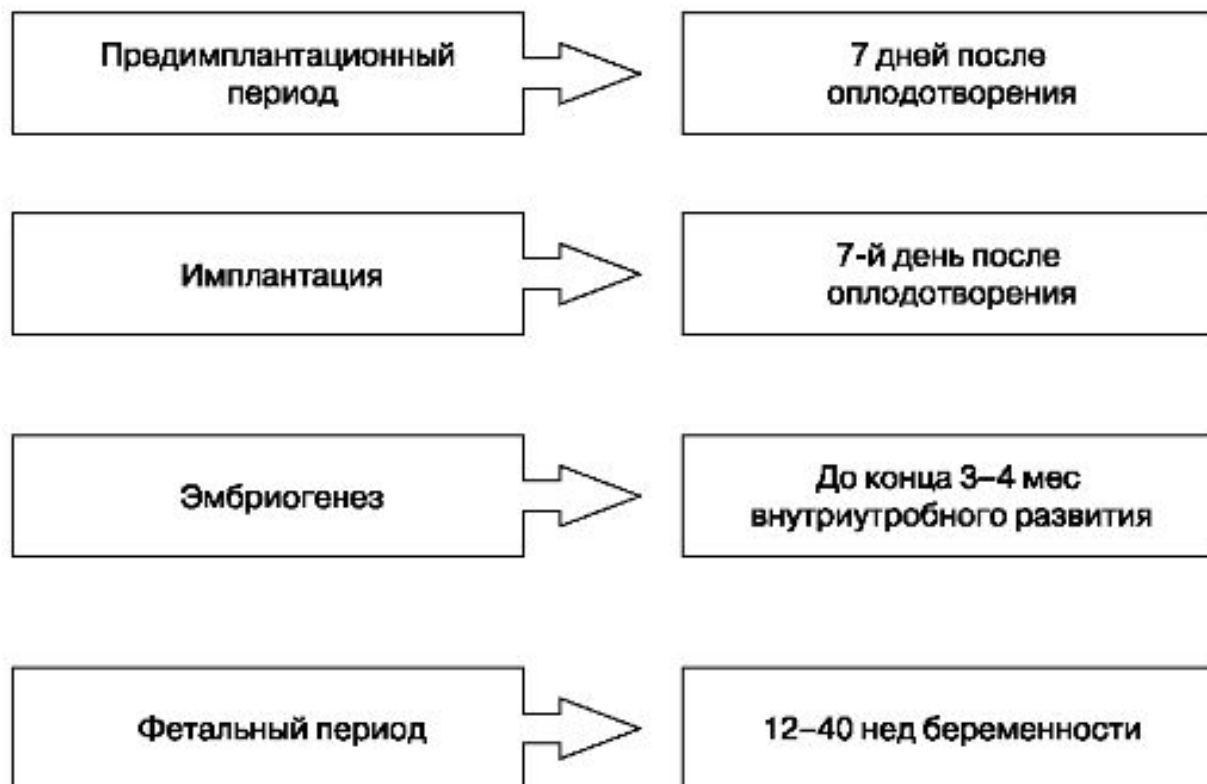 Предимплантационный
период
7 дней после
оплодотворения
Имплантация
7-й день после
оплодотворения
Эмбриогенез
До конца 3–4 мес
внутриутробного развития
Фетальный период
12–40 нед беременности